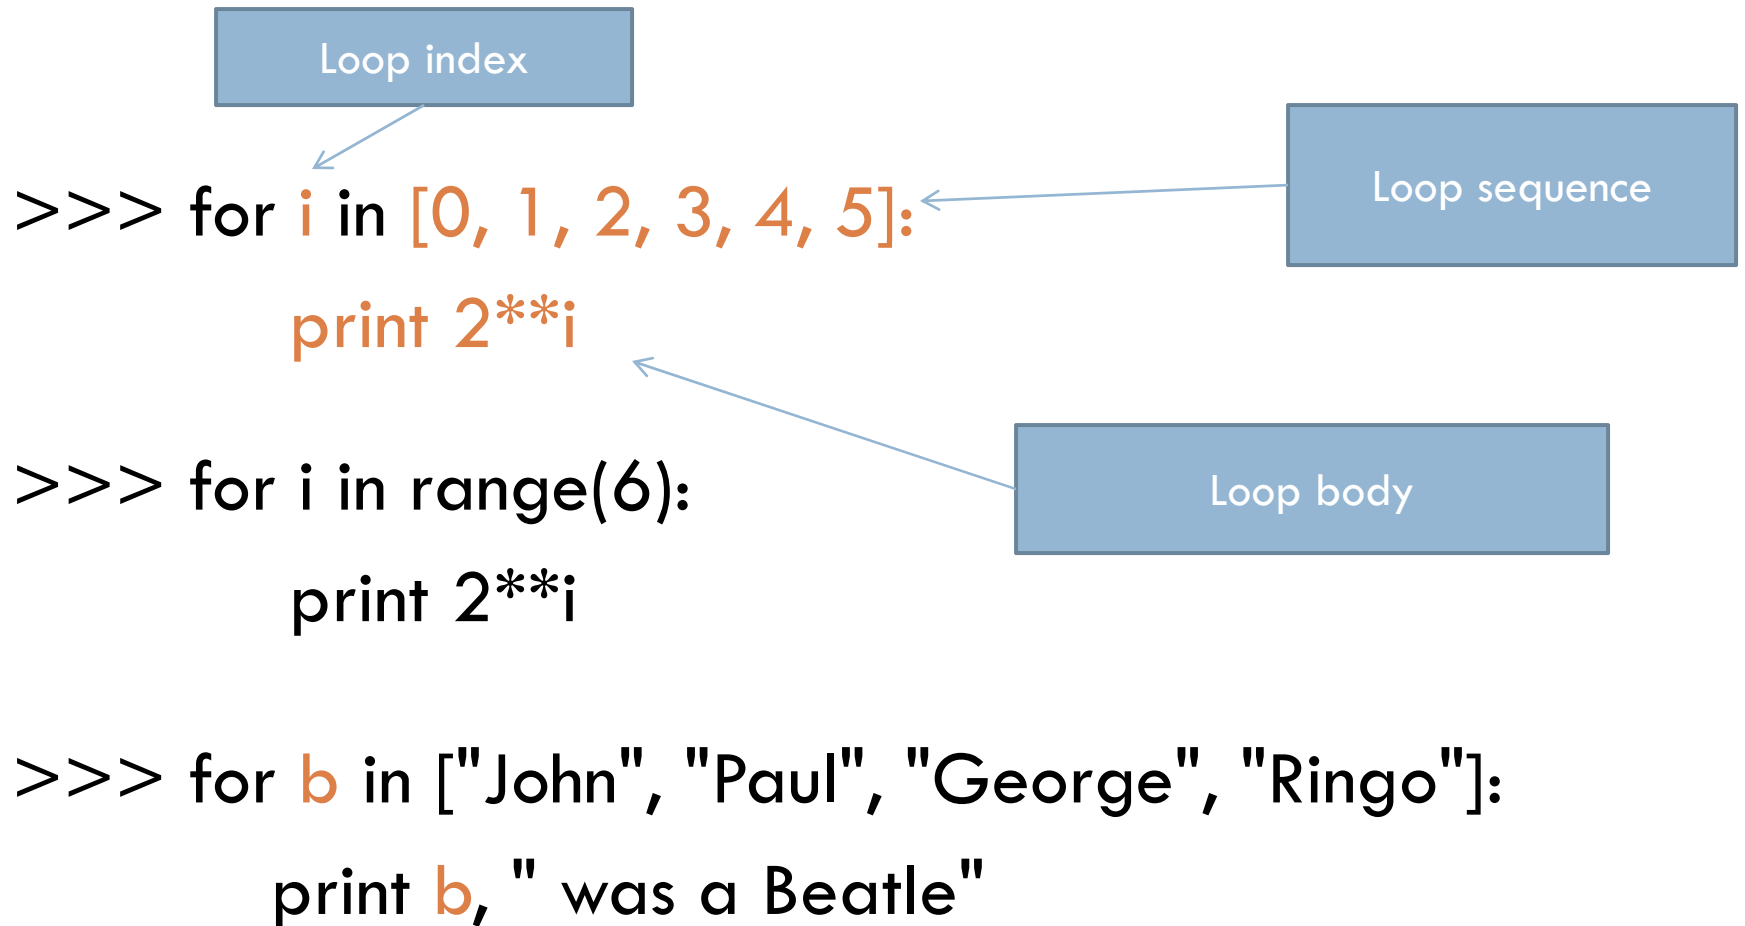 Loop index
Loop sequence
>>> for i in [0, 1, 2, 3, 4, 5]:
print 2**i
Loop body
>>> for i in range(6):
print 2**i
>>> for b in ["John", "Paul", "George", "Ringo"]:
print b, " was a Beatle"